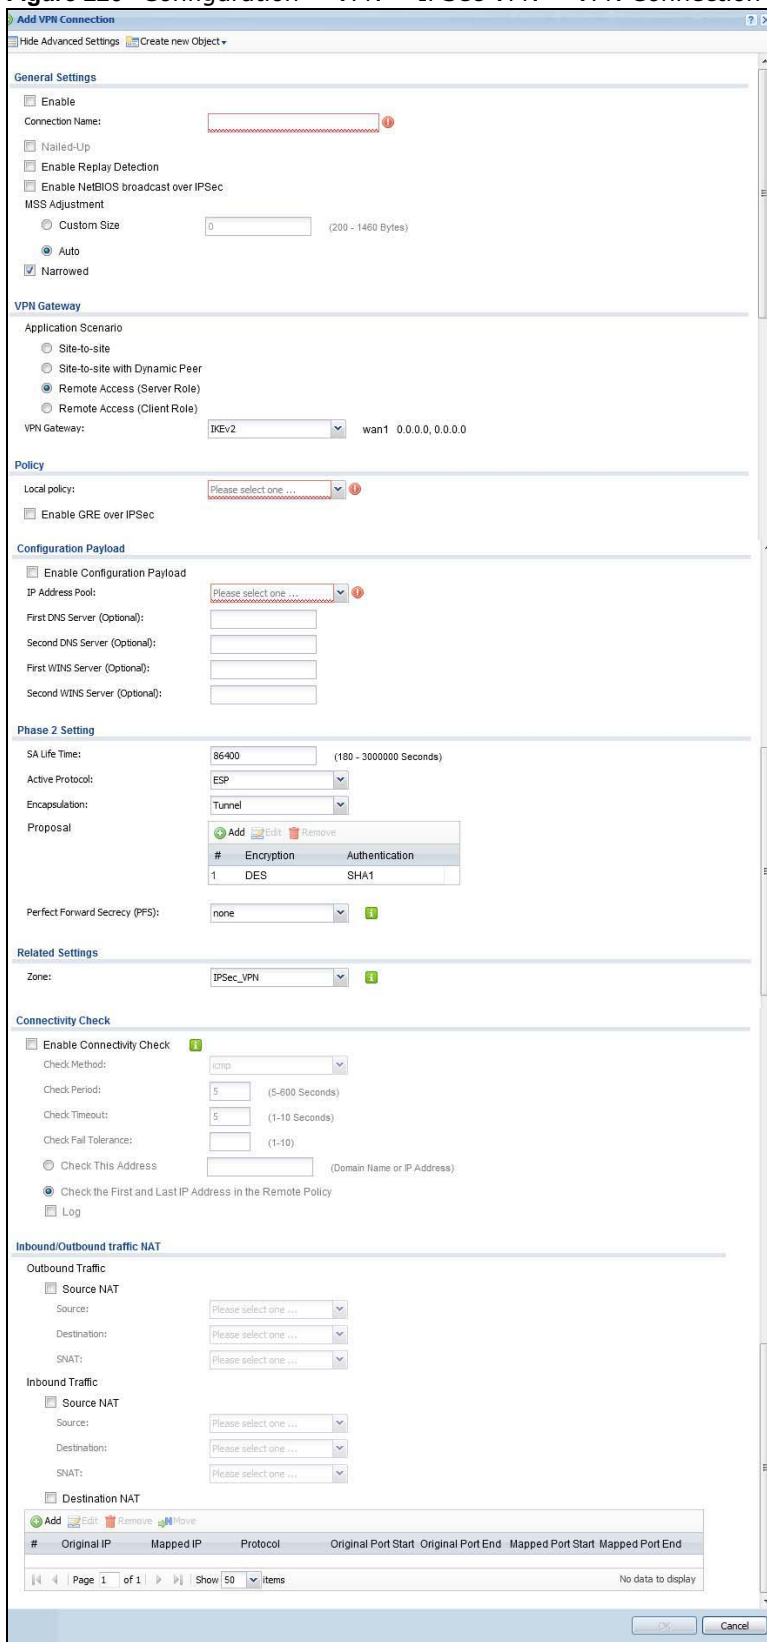 Add VPN Connection
Hide Advanced Settings Create new Object
General Settings
Enable
Connection Name:
Nailed-Up
Enable Replay Detection
Enable NetBIOS broadcast over IPSec
MSS Adjustment
Custom Size 0 (200 - 1460 Bytes)
Auto
Narrowed
VPN Gateway
Application Scenario
Site-to-site
Site-to-site with Dynamic Peer
Remote Access (Server Role)
Remote Access (Client Role)
VPN Gateway: IKEv2 wan1 0.0.0.0, 0.0.0.0
Policy
Local policy: Please select one ...
Enable GRE over IPSec
Configuration Payload
Enable Configuration Payload
IP Address Pool: Please select one ...
First DNS Server (Optional):
Second DNS Server (Optional):
First WINS Server (Optional):
Second WINS Server (Optional):
Phase 2 Setting
SA Life Time: 86400 (180 - 3000000 Seconds)
Active Protocol: ESP
Encapsulation: Tunnel
Proposal Add Edit Remove
# Encryption Authentication
1 DES SHA1
Perfect Forward Secrecy (PFS): none
Related Settings
Zone: IPSec_VPN
Connectivity Check
Enable Connectivity Check
Check Method: icmp
Check Period: 5 (5-600 Seconds)
Check Timeout: 5 (1-10 Seconds)
Check Fail Tolerance: (1-10)
Check This Address (Domain Name or IP Address)
Check the First and Last IP Address in the Remote Policy
Log
Inbound/Outbound traffic NAT
Outbound Traffic
Source NAT
Source: Please select one ...
Destination: Please select one ...
SNAT: Please select one ...
Inbound Traffic
Source NAT
Source: Please select one ...
Destination: Please select one ...
SNAT: Please select one ...
Destination NAT
Add Edit Remove Move
# Original IP Mapped IP Protocol Original Port Start Original Port End Mapped Port Start Mapped Port End
Page 1 of 1 Show 50 items No data to display
OK Cancel